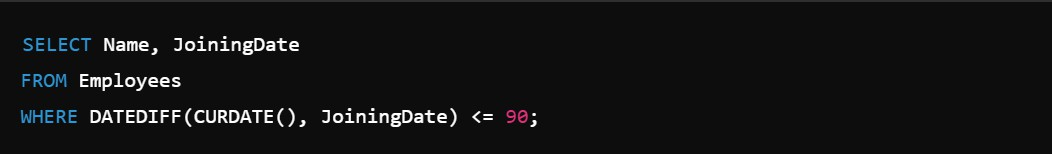 SELECT Name, JoiningDate
FROM Employees
WHERE DATEDIFF(CURDATE(), JoiningDate) <= 90;